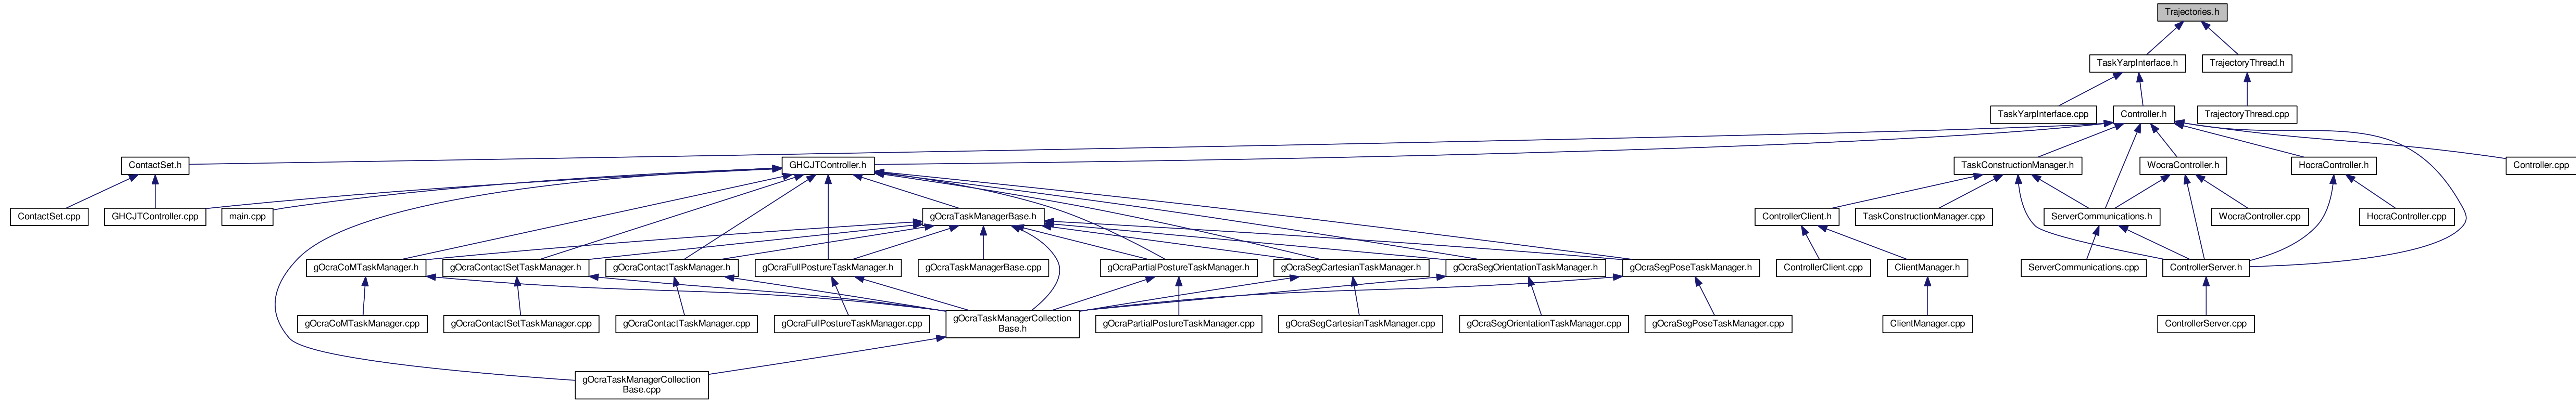 Trajectories.h
TaskYarpInterface.h
TrajectoryThread.h
TaskYarpInterface.cpp
Controller.h
TrajectoryThread.cpp
ContactSet.h
GHCJTController.h
TaskConstructionManager.h
WocraController.h
HocraController.h
Controller.cpp
ContactSet.cpp
GHCJTController.cpp
main.cpp
gOcraTaskManagerBase.h
ControllerClient.h
TaskConstructionManager.cpp
ServerCommunications.h
WocraController.cpp
HocraController.cpp
gOcraCoMTaskManager.h
gOcraContactSetTaskManager.h
gOcraContactTaskManager.h
gOcraFullPostureTaskManager.h
gOcraTaskManagerBase.cpp
gOcraPartialPostureTaskManager.h
gOcraSegCartesianTaskManager.h
gOcraSegOrientationTaskManager.h
gOcraSegPoseTaskManager.h
ControllerClient.cpp
ClientManager.h
ServerCommunications.cpp
ControllerServer.h
gOcraCoMTaskManager.cpp
gOcraContactSetTaskManager.cpp
gOcraContactTaskManager.cpp
gOcraFullPostureTaskManager.cpp
gOcraTaskManagerCollection
Base.h
gOcraPartialPostureTaskManager.cpp
gOcraSegCartesianTaskManager.cpp
gOcraSegOrientationTaskManager.cpp
gOcraSegPoseTaskManager.cpp
ClientManager.cpp
ControllerServer.cpp
gOcraTaskManagerCollection
Base.cpp